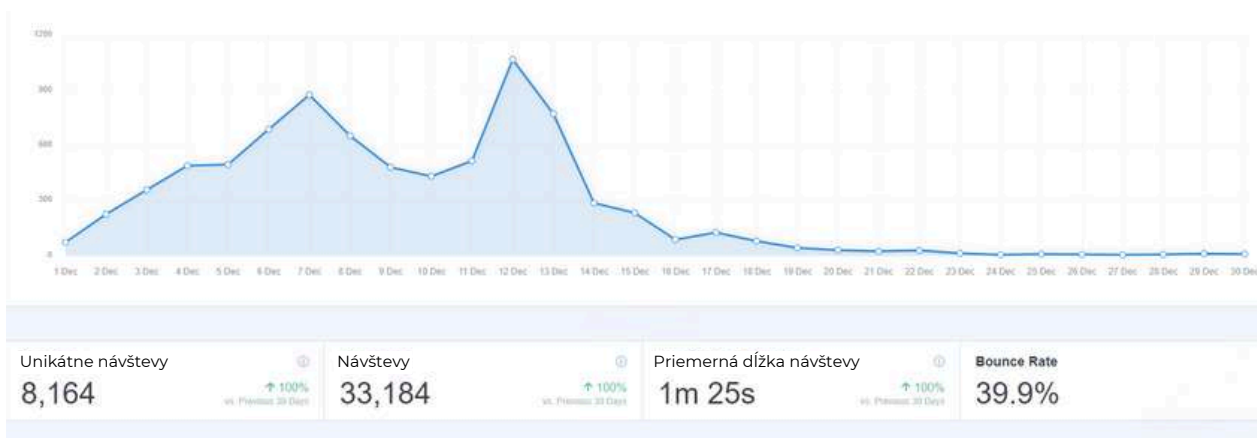 1200
900
600
300
0
1 Dec 2 Dec 3 Dec 4 Dec 5 Dec 6 Dec 7 Dec 8 Dec 9 Dec 10 Dec 11 Dec 12 Dec 13 Dec 14 Dec 15 Dec 16 Dec 17 Dec 18 Dec 19 Dec 20 Dec 21 Dec 22 Dec 23 Dec 24 Dec 25 Dec 26 Dec 27 Dec 28 Dec 29 Dec 30 Dec
Unikátne návštevy Návštevy Priemerná dĺžka návštevy Bounce Rate
8,164 ↑ 100% 33,184 ↑ 100% 1m 25s ↑ 100% 39.9%
vs. Previous 30 Days vs. Previous 30 Days vs. Previous 30 Days